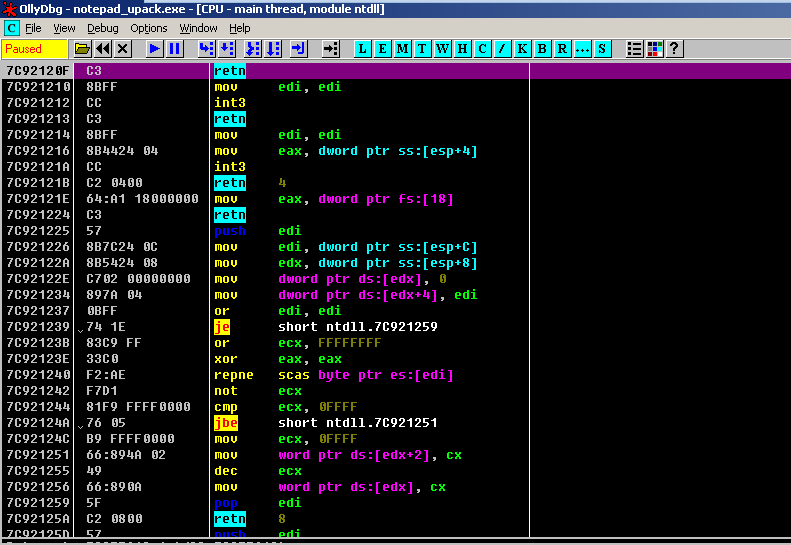 OllyDbg - notepad_upack.exe - [CPU - main thread, module ntdll]
C File View Debug Options Window Help
Paused L E M T W H C / K B R ... S ?
7C92120F C3 retn
7C921210 8BFF mov edi, edi
7C921212 CC int3
7C921213 C3 retn
7C921214 8BFF mov edi, edi
7C921216 8B4424 04 mov eax, dword ptr ss:[esp+4]
7C92121A CC int3
7C92121B C2 0400 retn 4
7C92121E 64:A1 18000000 mov eax, dword ptr fs:[18]
7C921224 C3 retn
7C921225 57 push edi
7C921226 8B7C24 0C mov edi, dword ptr ss:[esp+C]
7C92122A 8B5424 08 mov edx, dword ptr ss:[esp+8]
7C92122E C702 00000000 mov dword ptr ds:[edx], 0
7C921234 897A 04 mov dword ptr ds:[edx+4], edi
7C921237 0BFF or edi, edi
7C921239 74 1E je short ntdll.7C921259
7C92123B 83C9 FF or ecx, FFFFFFFF
7C92123E 33C0 xor eax, eax
7C921240 F2:AE repne scas byte ptr es:[edi]
7C921242 F7D1 not ecx
7C921244 81F9 FFFF0000 cmp ecx, 0FFFF
7C92124A 76 05 jbe short ntdll.7C921251
7C92124C B9 FFFF0000 mov ecx, 0FFFF
7C921251 66:894A 02 mov word ptr ds:[edx+2], cx
7C921255 49 dec ecx
7C921256 66:890A mov word ptr ds:[edx], cx
7C921259 5F pop edi
7C92125A C2 0800 retn 8
7C92125D 57 push edi